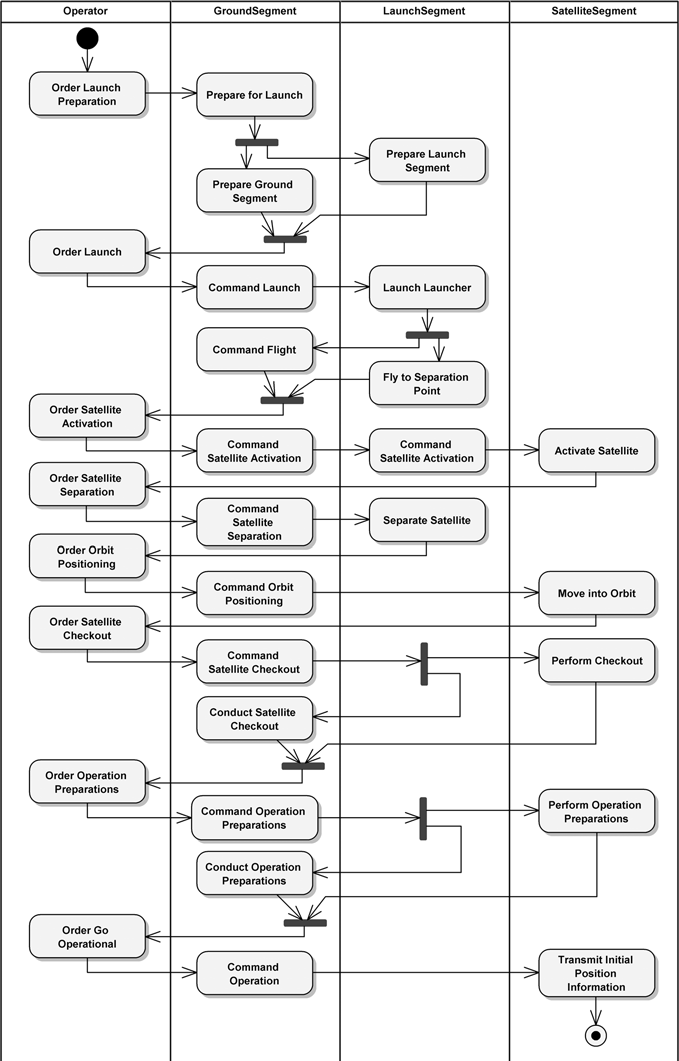 Operator
GroundSegment
LaunchSegment
SatelliteSegment
Order Launch
Preparation
Prepare for Launch
Prepare Launch
Segment
Prepare Ground
Segment
Order Launch
Command Launch
Launch Launcher
Command Flight
Fly to Separation
Point
Order Satellite
Activation
Command
Satellite Activation
Command
Satellite Activation
Activate Satellite
Order Satellite
Separation
Command
Satellite
Separation
Separate Satellite
Order Orbit
Positioning
Command Orbit
Positioning
Move into Orbit
Order Satellite
Checkout
Command
Satellite Checkout
Perform Checkout
Conduct Satellite
Checkout
Order Operation
Preparations
Command Operation
Preparations
Perform Operation
Preparations
Conduct Operation
Preparations
Order Go
Operational
Command
Operation
Transmit Initial
Position
Information